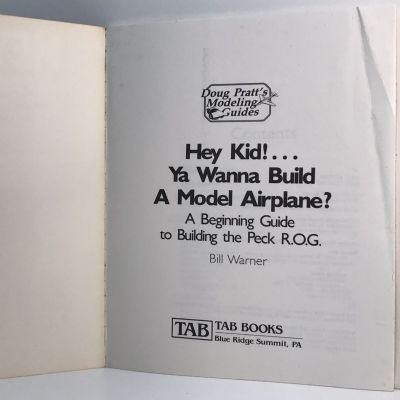 Doug Pratt's
Modeling
Guides
Hey Kid!...
Ya Wanna Build
A Model Airplane?
A Beginning Guide
to Building the Peck R.O.G.
Bill Warner
TAB
TAB BOOKS
Blue Ridge Summit, PA
Contents